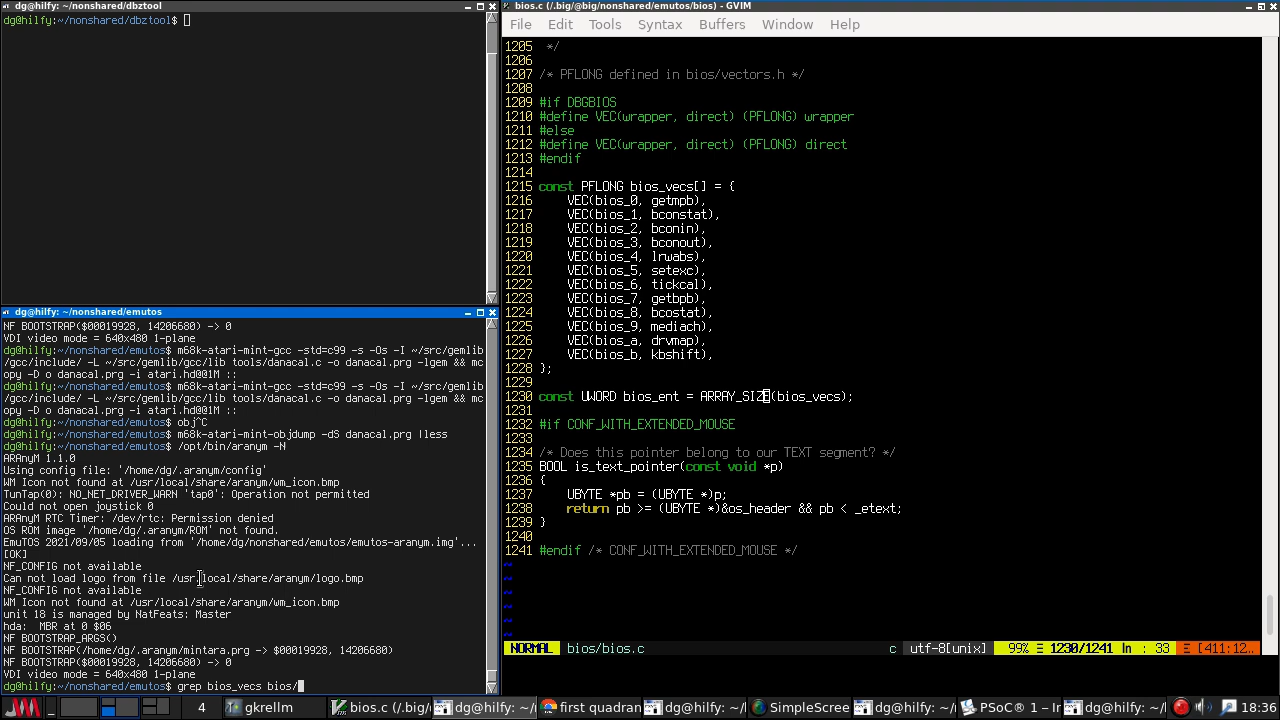 dg@hilfy: ~/nonshared/dbztool
dg@hilfy:~/nonshared/dbztool$
dg@hilfy: ~/nonshared/emutos
NF BOOTSTRAP($00019928, 14206680) -> 0
VDI video mode = 640x480 1-plane
dg@hilfy:~/nonshared/emutos$ m68k-atari-mint-gcc -std=c99 -s -Os -I ~/src/gemlib
/gcc/include/ -L ~/src/gemlib/gcc/lib tools/danacal.c -o danacal.prg -lgem && mc
opy -D o danacal.prg -i atari.hd@@1M ::
dg@hilfy:~/nonshared/emutos$ m68k-atari-mint-gcc -std=c99 -s -Os -I ~/src/gemlib
/gcc/include/ -L ~/src/gemlib/gcc/lib tools/danacal.c -o danacal.prg -lgem && mc
opy -D o danacal.prg -i atari.hd@@1M ::
dg@hilfy:~/nonshared/emutos$ obj^C
dg@hilfy:~/nonshared/emutos$ m68k-atari-mint-objdump -dS danacal.prg |less
dg@hilfy:~/nonshared/emutos$ /opt/bin/aranym -N
ARAnyM 1.1.0
Using config file: '/home/dg/.aranym/config'
WM Icon not found at /usr/local/share/aranym/wm_icon.bmp
TunTap(0): NO_NET_DRIVER_WARN 'tap0': Operation not permitted
Could not open joystick 0
ARAnyM RTC Timer: /dev/rtc: Permission denied
OS ROM image '/home/dg/.aranym/ROM' not found.
EmuTOS 2021/09/05 loading from '/home/dg/nonshared/emutos/emutos-aranym.img'...
[OK]
NF_CONFIG not available
Can not load logo from file /usr/local/share/aranym/logo.bmp
NF_CONFIG not available
WM Icon not found at /usr/local/share/aranym/wm_icon.bmp
unit 18 is managed by NatFeats: Master
hda:  MBR at 0 $06
NF BOOTSTRAP_ARGS()
NF BOOTSTRAP(/home/dg/.aranym/mintara.prg -> $00019928, 14206680)
NF BOOTSTRAP($00019928, 14206680) -> 0
VDI video mode = 640x480 1-plane
dg@hilfy:~/nonshared/emutos$ grep bios_vecs bios/
bios.c (/.big/@big/nonshared/emutos/bios) - GVIM
File Edit Tools Syntax Buffers Window Help
1205  */
1206
1207 /* PFLONG defined in bios/vectors.h */
1208
1209 #if DBGBIOS
1210 #define VEC(wrapper, direct) (PFLONG) wrapper
1211 #else
1212 #define VEC(wrapper, direct) (PFLONG) direct
1213 #endif
1214
1215 const PFLONG bios_vecs[] = {
1216     VEC(bios_0, getmpb),
1217     VEC(bios_1, bconstat),
1218     VEC(bios_2, bconin),
1219     VEC(bios_3, bconout),
1220     VEC(bios_4, lrwabs),
1221     VEC(bios_5, setexc),
1222     VEC(bios_6, tickcal),
1223     VEC(bios_7, getbpb),
1224     VEC(bios_8, bcostat),
1225     VEC(bios_9, mediach),
1226     VEC(bios_a, drvmap),
1227     VEC(bios_b, kbshift),
1228 };
1229
1230 const UWORD bios_ent = ARRAY_SIZE(bios_vecs);
1231
1232 #if CONF_WITH_EXTENDED_MOUSE
1233
1234 /* Does this pointer belong to our TEXT segment? */
1235 BOOL is_text_pointer(const void *p)
1236 {
1237     UBYTE *pb = (UBYTE *)p;
1238     return pb >= (UBYTE *)&os_header && pb < _etext;
1239 }
1240
1241 #endif /* CONF_WITH_EXTENDED_MOUSE */
~
~
~
~
~
~
NORMAL bios/bios.c c utf-8[unix] 99% Ξ 1230/1241 ln : 33 Ξ [411:12…
4 gkrellm bios.c (/.big/ dg@hilfy: ~/ first quadran dg@hilfy: ~/ SimpleScree dg@hilfy: ~/ PSoC® 1 – In dg@hilfy: ~/ 18:36